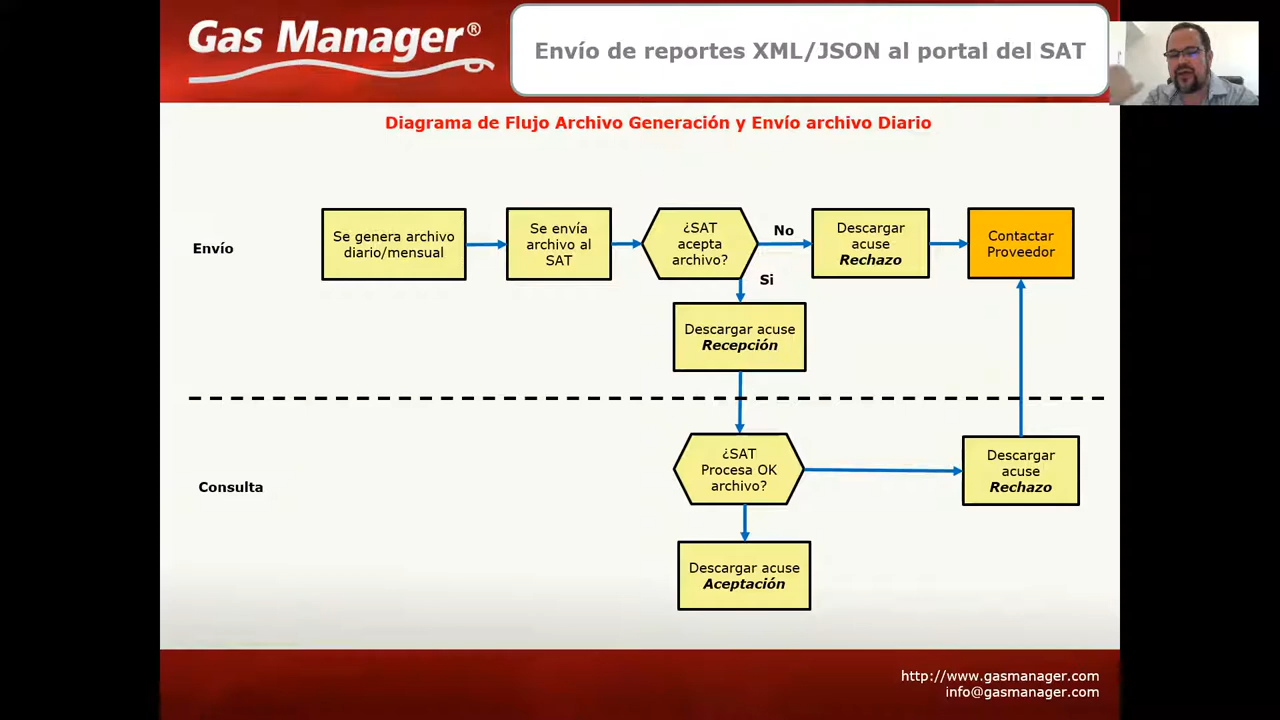 Gas Manager®
Envío de reportes XML/JSON al portal del SAT
Diagrama de Flujo Archivo Generación y Envío archivo Diario
Envío
Se genera archivo
diario/mensual
Se envía
archivo al
SAT
¿SAT
acepta
archivo?
No
Descargar
acuse
Rechazo
Contactar
Proveedor
Si
Descargar acuse
Recepción
Consulta
¿SAT
Procesa OK
archivo?
Descargar
acuse
Rechazo
Descargar acuse
Aceptación
http://www.gasmanager.com
info@gasmanager.com